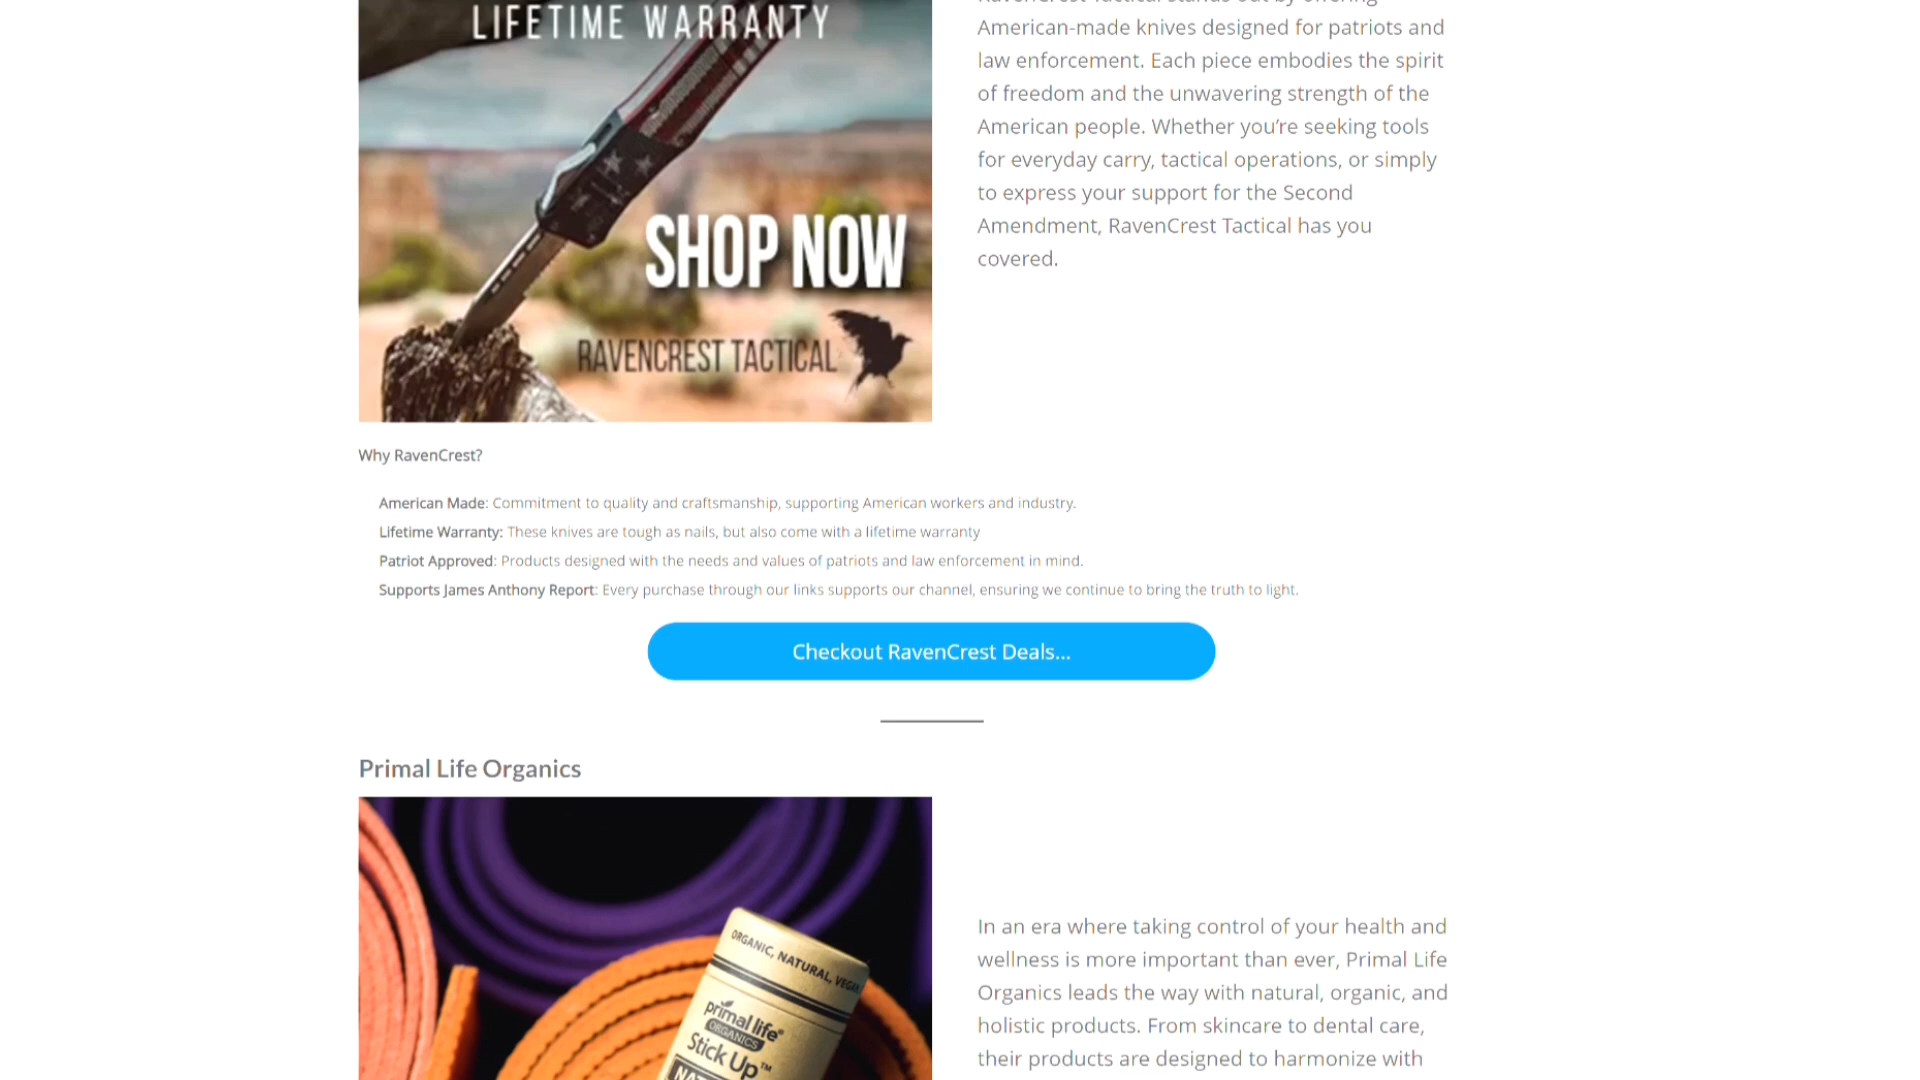 LIFETIME WARRANTY
SHOP NOW
RAVENCREST TACTICAL
American-made knives designed for patriots and
law enforcement. Each piece embodies the spirit
of freedom and the unwavering strength of the
American people. Whether you’re seeking tools
for everyday carry, tactical operations, or simply
to express your support for the Second
Amendment, RavenCrest Tactical has you
covered.
Why RavenCrest?
American Made: Commitment to quality and craftsmanship, supporting American workers and industry.
Lifetime Warranty: These knives are tough as nails, but also come with a lifetime warranty
Patriot Approved: Products designed with the needs and values of patriots and law enforcement in mind.
Supports James Anthony Report: Every purchase through our links supports our channel, ensuring we continue to bring the truth to light.
Checkout RavenCrest Deals...
Primal Life Organics
ORGANIC, NATURAL, VEGAN
primal life
ORGANICS
Stick Up™
In an era where taking control of your health and
wellness is more important than ever, Primal Life
Organics leads the way with natural, organic, and
holistic products. From skincare to dental care,
their products are designed to harmonize with